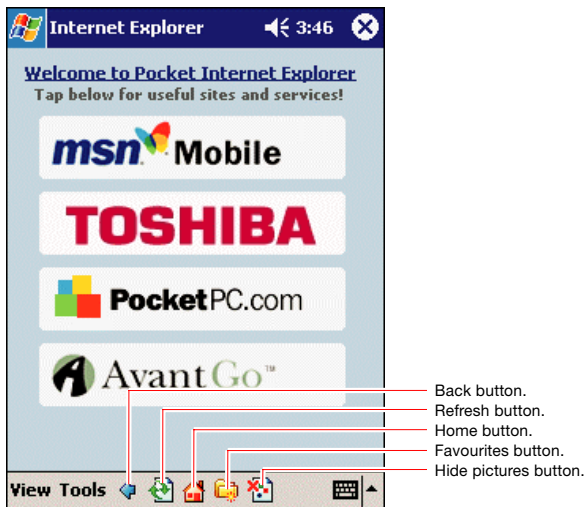 Internet Explorer 3:46
Welcome to Pocket Internet Explorer
Tap below for useful sites and services!
msn Mobile
TOSHIBA
PocketPC.com
AvantGo™
Back button.
Refresh button.
Home button.
Favourites button.
Hide pictures button.
View Tools